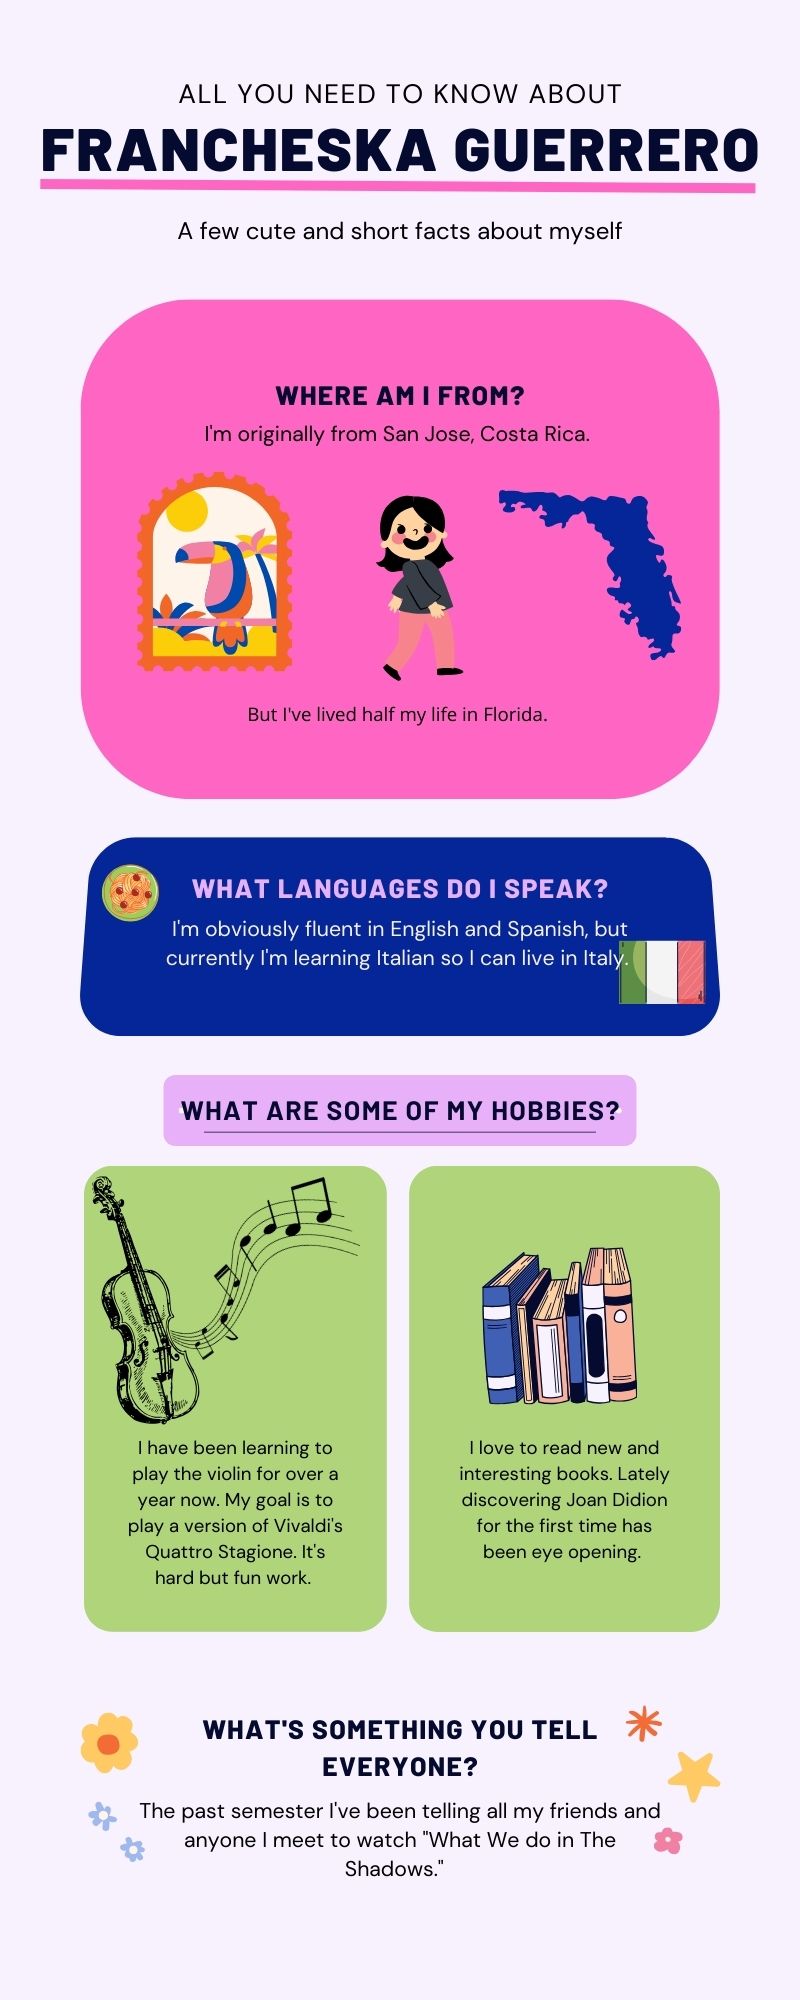 ALL YOU NEED TO KNOW ABOUT
FRANCHESKA GUERRERO
A few cute and short facts about myself
WHERE AM I FROM?
I'm originally from San Jose, Costa Rica.
But I've lived half my life in Florida.
WHAT LANGUAGES DO I SPEAK?
I'm obviously fluent in English and Spanish, but
currently I'm learning Italian so I can live in Italy.
WHAT ARE SOME OF MY HOBBIES?
I have been learning to
play the violin for over a
year now. My goal is to
play a version of Vivaldi's
Quattro Stagione. It's
hard but fun work.
I love to read new and
interesting books. Lately
discovering Joan Didion
for the first time has
been eye opening.
WHAT'S SOMETHING YOU TELL
EVERYONE?
The past semester I've been telling all my friends and
anyone I meet to watch "What We do in The
Shadows."